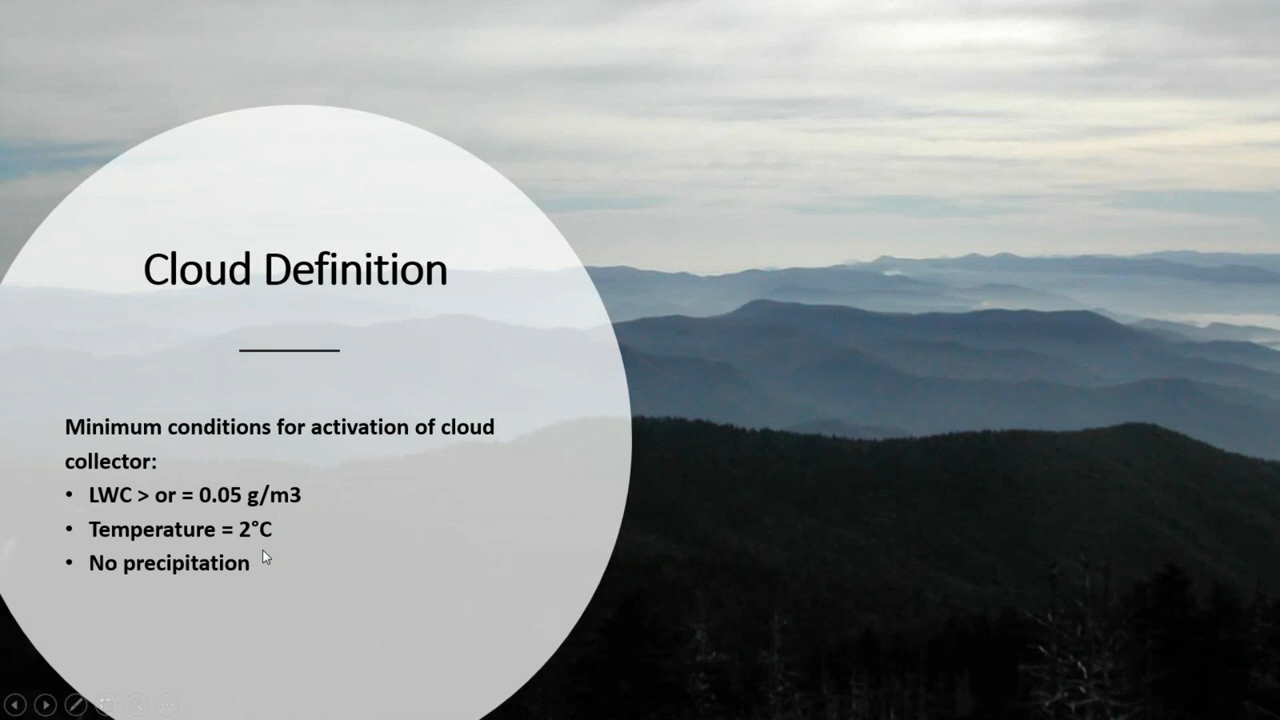 Cloud Definition
Minimum conditions for activation of cloud
collector:
• LWC > or = 0.05 g/m3
• Temperature = 2°C
• No precipitation